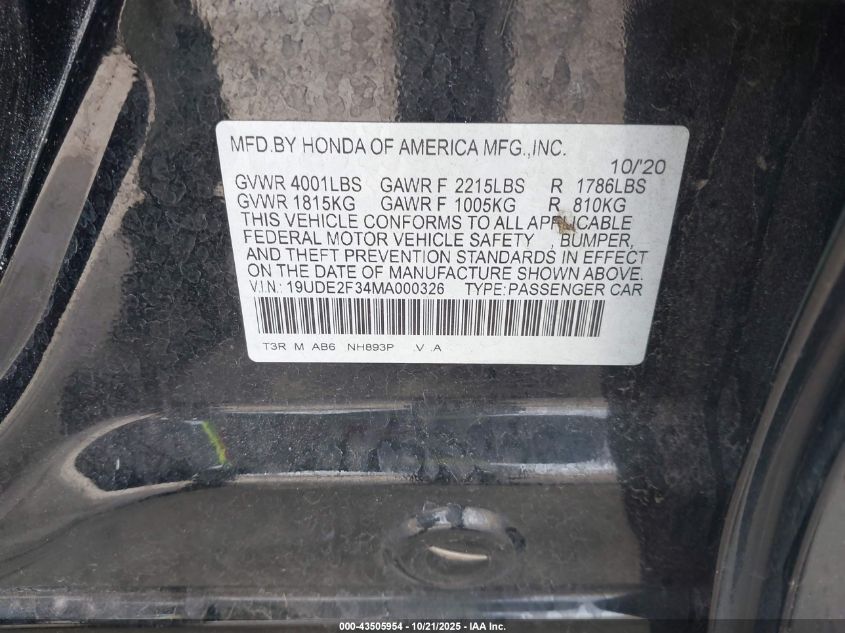 MFD.BY HONDA OF AMERICA MFG.,INC.
10/'20
GVWR 4001LBS GAWR F 2215LBS R 1786LBS
GVWR 1815KG GAWR F 1005KG R 810KG
THIS VEHICLE CONFORMS TO ALL APPLICABLE
FEDERAL MOTOR VEHICLE SAFETY , BUMPER,
AND THEFT PREVENTION STANDARDS IN EFFECT
ON THE DATE OF MANUFACTURE SHOWN ABOVE.
V.I.N.: 19UDE2F34MA000326 TYPE:PASSENGER CAR
T3R M AB6 NH893P .V .A
000-43505954 - 10/21/2025 - IAA Inc.